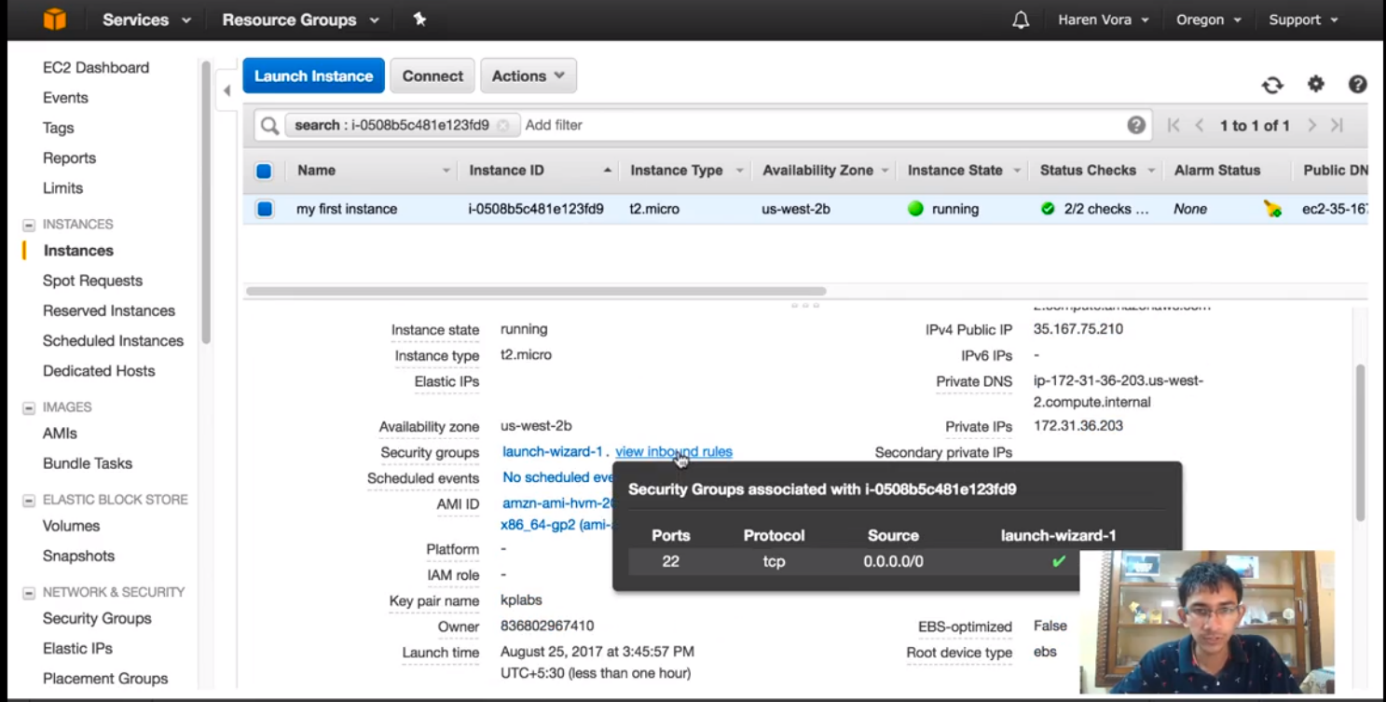 Services Resource Groups Haren Vora Oregon Support
EC2 Dashboard
Events
Tags
Reports
Limits
INSTANCES
Instances
Spot Requests
Reserved Instances
Scheduled Instances
Dedicated Hosts
IMAGES
AMIs
Bundle Tasks
ELASTIC BLOCK STORE
Volumes
Snapshots
NETWORK & SECURITY
Security Groups
Elastic IPs
Placement Groups
Launch Instance Connect Actions
search : i-0508b5c481e123fd9 Add filter 1 to 1 of 1
Name Instance ID Instance Type Availability Zone Instance State Status Checks Alarm Status Public DN
my first instance i-0508b5c481e123fd9 t2.micro us-west-2b running 2/2 checks ... None ec2-35-167
2.compute.amazonaws.com
Instance state running IPv4 Public IP 35.167.75.210
Instance type t2.micro IPv6 IPs -
Elastic IPs Private DNS ip-172-31-36-203.us-west-
2.compute.internal
Availability zone us-west-2b Private IPs 172.31.36.203
Security groups launch-wizard-1 . view inbound rules Secondary private IPs
Scheduled events No scheduled eve
AMI ID amzn-ami-hvm-20
x86_64-gp2 (ami-
Platform -
IAM role -
Key pair name kplabs
Owner 836802967410 EBS-optimized False
Launch time August 25, 2017 at 3:45:57 PM Root device type ebs
UTC+5:30 (less than one hour)
Security Groups associated with i-0508b5c481e123fd9
Ports Protocol Source launch-wizard-1
22 tcp 0.0.0.0/0 ✔